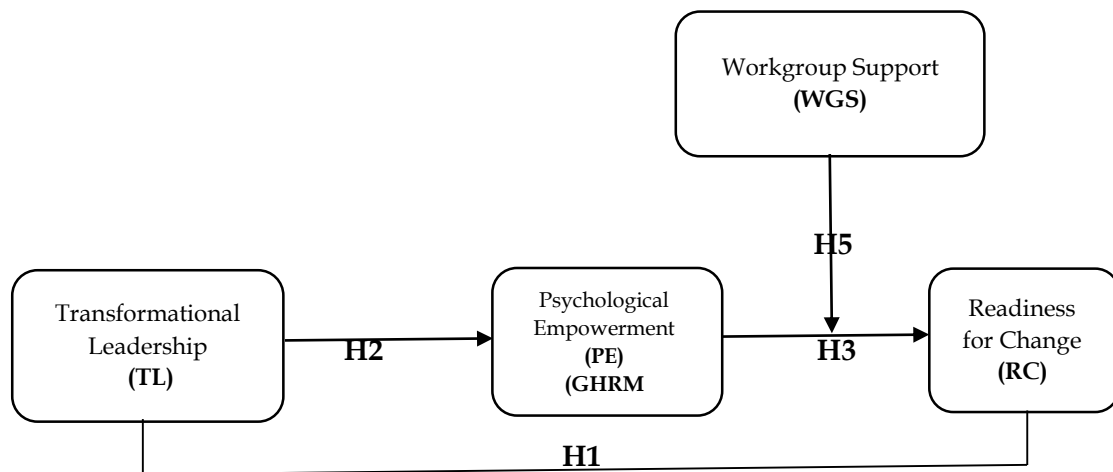 Workgroup Support
(WGS)
H5
Transformational
Leadership
(TL)
H2
Psychological
Empowerment
(PE)
(GHRM
H3
Readiness
for Change
(RC)
H1